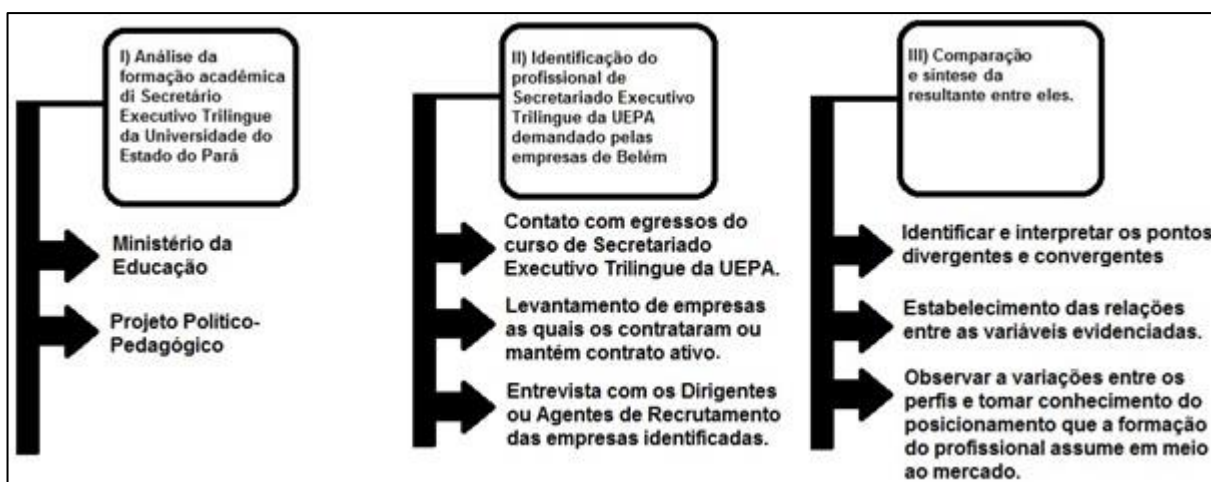 I) Análise da
formação acadêmica
di Secretário
Executivo Trilingue
da Universidade do
Estado do Pará
Ministério da
Educação
Projeto Político-
Pedagógico
II) Identificação do
profissional de
Secretariado Executivo
Trilingue da UEPA
demandado pelas
empresas de Belém
Contato com egressos do
curso de Secretariado
Executivo Trilingue da UEPA.
Levantamento de empresas
as quais os contrataram ou
mantém contrato ativo.
Entrevista com os Dirigentes
ou Agentes de Recrutamento
das empresas identificadas.
III) Comparação
e sintese da
resultante entre eles.
Identificar e interpretar os pontos
divergentes e convergentes
Estabelecimento das relações
entre as variáveis evidenciadas.
Observar a variações entre os
perfis e tomar conhecimento do
posicionamento que a formação
do profissional assume em meio
ao mercado.